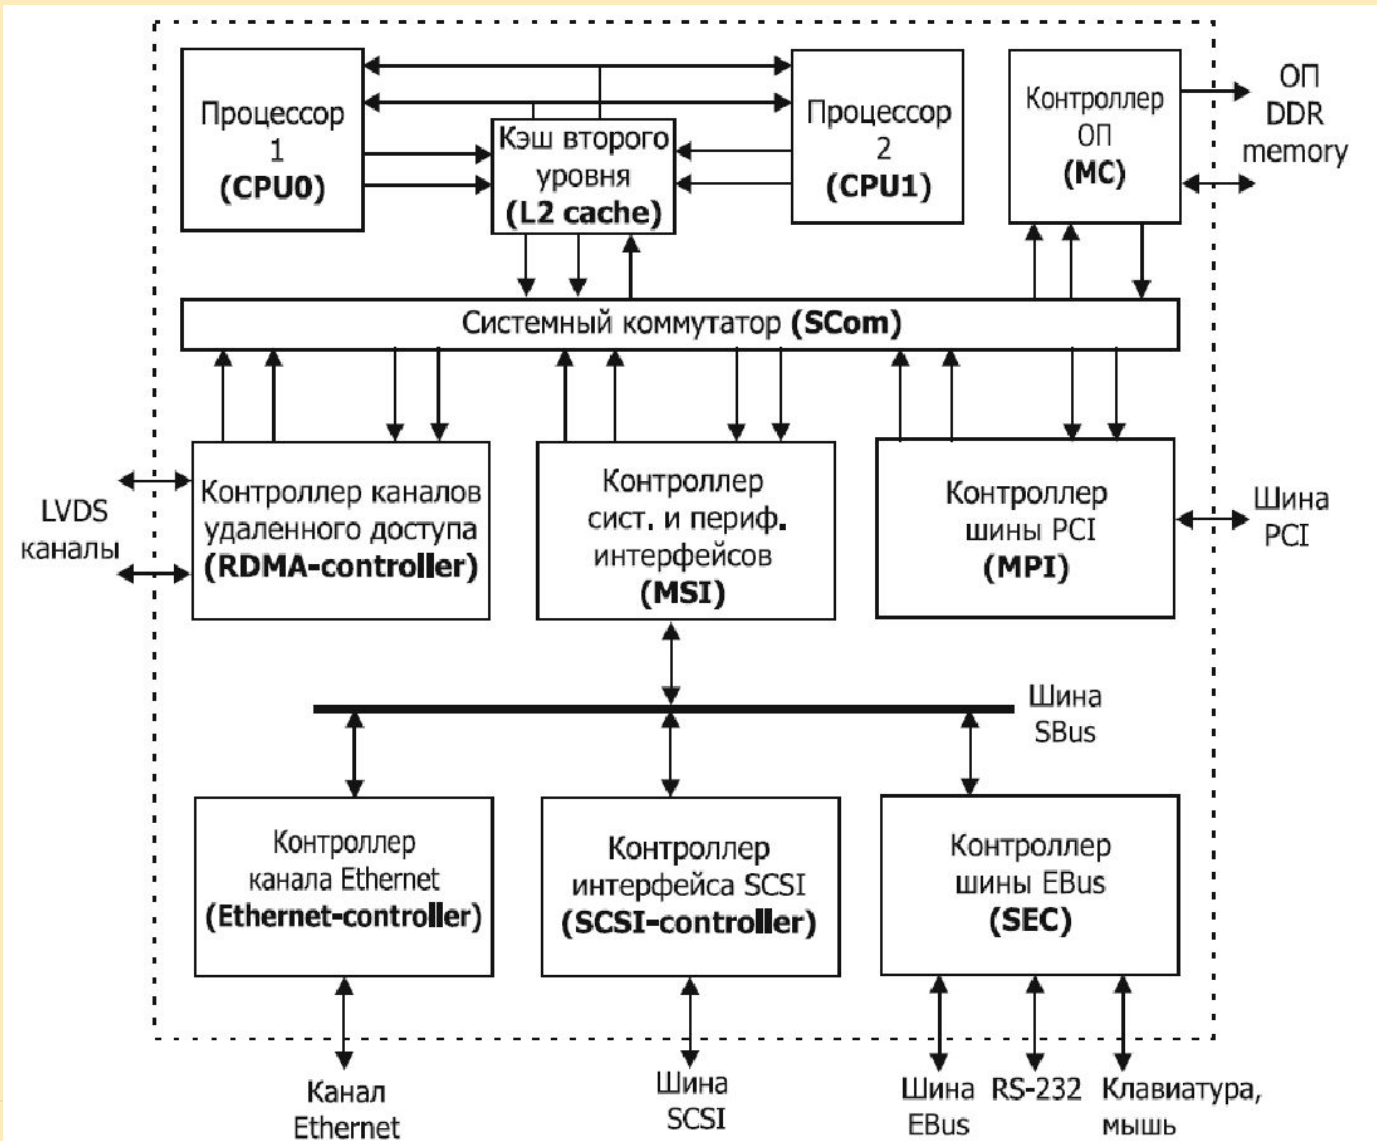 Процессор
1
(CPU0)
Кэш второго
уровня
(L2 cache)
Процессор
2
(CPU1)
Контроллер
ОП
(MC)
ОП
DDR
memory
Системный коммутатор (SCom)
LVDS
каналы
Контроллер каналов
удаленного доступа
(RDMA-controller)
Контроллер
сист. и периф.
интерфейсов
(MSI)
Контроллер
шины PCI
(MPI)
Шина
PCI
Шина
SBus
Контроллер
канала Ethernet
(Ethernet-controller)
Контроллер
интерфейса SCSI
(SCSI-controller)
Контроллер
шины EBus
(SEC)
Канал
Ethernet
Шина
SCSI
Шина
EBus
RS-232
Клавиатура,
мышь